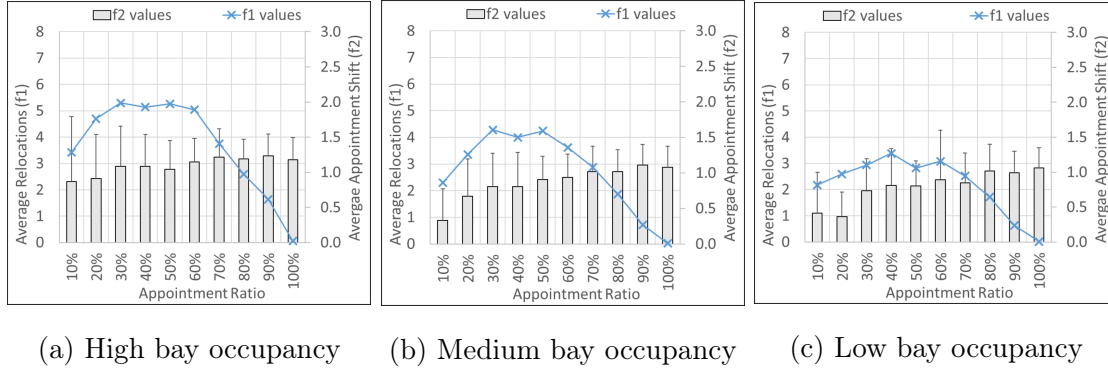 f2 values f1 values
8 7 6 5 4 3 2 1 0
Average Relocations (f1)
3.0 2.5 2.0 1.5 1.0 0.5 0.0
Avergae Appointment Shift (f2)
10% 20% 30% 40% 50% 60% 70% 80% 90% 100%
Appointment Ratio
(a) High bay occupancy
f2 values f1 values
8 7 6 5 4 3 2 1 0
Average Relocations (f1)
3.0 2.5 2.0 1.5 1.0 0.5 0.0
Avergae Appointment Shift (f2)
10% 20% 30% 40% 50% 60% 70% 80% 90% 100%
Appointment Ratio
(b) Medium bay occupancy
f2 values f1 values
8 7 6 5 4 3 2 1 0
Average Relocations (f1)
3.0 2.5 2.0 1.5 1.0 0.5 0.0
Avergae Appointment Shift (f2)
10% 20% 30% 40% 50% 60% 70% 80% 90% 100%
Appointment Ratio
(c) Low bay occupancy